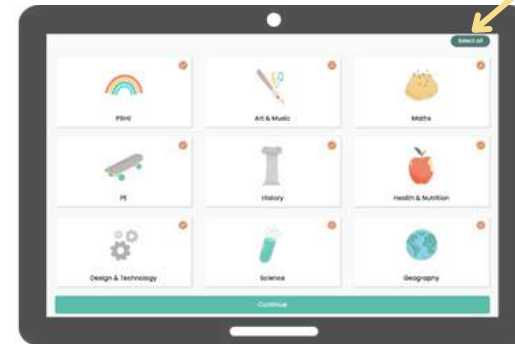 Select all
PSHE
Art & Music
Maths
PE
History
Health & Nutrition
Design & Technology
Science
Geography
Continue